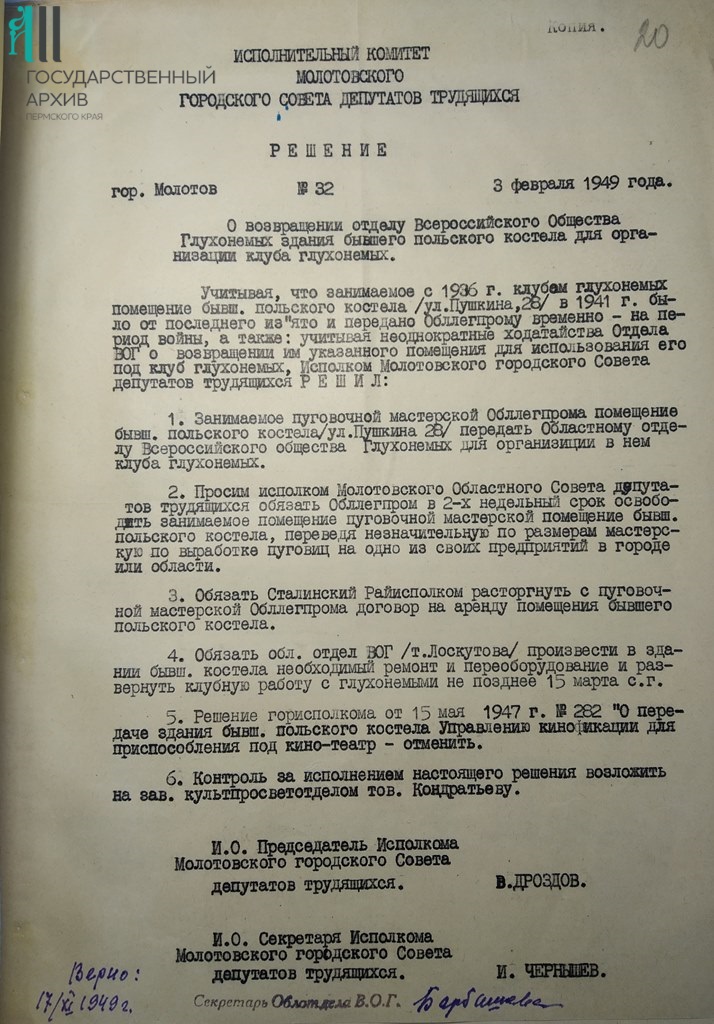 Копия.
20
ГОСУДАРСТВЕННЫЙ
АРХИВ
ПЕРМСКОГО КРАЯ
ИСПОЛНИТЕЛЬНЫЙ КОМИТЕТ
МОЛОТОВСКОГО
ГОРОДСКОГО СОВЕТА ДЕПУТАТОВ ТРУДЯЩИХСЯ
Р Е Ш Е Н И Е
гор. Молотов № 32 3 февраля 1949 года.
О возвращении отделу Всероссийского Общества
Глухонемых здания бывшего польского костела для орга-
низации клуба глухонемых.
Учитывая, что занимаемое с 1936 г. клубам глухонемых
помещение бывш. польского костела /ул.Пушкина,28/ в 1941 г. бы-
ло от последнего из"ято и передано Обллегпрому временно - на пе-
риод войны, а также: учитывая неоднократные ходатайства Отдела
ВОГ о возвращении им указанного помещения для использования его
под клуб глухонемых, Исполком Молотовского городского Совета
депутатов трудящихся Р Е Ш И Л:
1. Занимаемое пуговочной мастерской Обллегпрома помещение
бывш. польского костела/ул.Пушкина 28/ передать Областному отде-
лу Всероссийского общества Глухонемых для организиции в нем
клуба глухонемых.
2. Просим исполком Молотовского Областного Совета депута-
тов трудящихся обязать Обллегпром в 2-х недельный срок освобо-
дить занимаемое помещение пуговочной мастерской помещение бывш.
польского костела, переведя незначительную по размерам мастерс-
кую по выработке пуговиц на одно из своих предприятий в городе
или области.
3. Обязать Сталинский Райисполком расторгнуть с пуговоч-
ной мастерской Обллегпрома договор на аренду помещения бывшего
польского костела.
4. Обязать обл. отдел ВОГ /т.Лоскутова/ произвести в зда-
нии бывш. костела необходимый ремонт и переоборудование и раз-
вернуть клубную работу с глухонемыми не позднее 15 марта с.г.
5. Решение горисполкома от 15 мая 1947 г. № 282 "О пере-
даче здания бывш. польского костела Управлению кинофикации для
приспособления под кино-театр - отменить.
6. Контроль за исполнением настоящего решения возложить
на зав. культпросветотделом тов. Кондратьеву.
И.О. Председатель Исполкома
Молотовского городского Совета
депутатов трудящихся. В.ДРОЗДОВ.
И.О. Секретаря Исполкома
Молотовского городского Совета
депутатов трудящихся. И. ЧЕРНЫШЕВ.
Верно:
17/XI 1949 г. Секретарь Облотдела В.О.Г. Барбашева